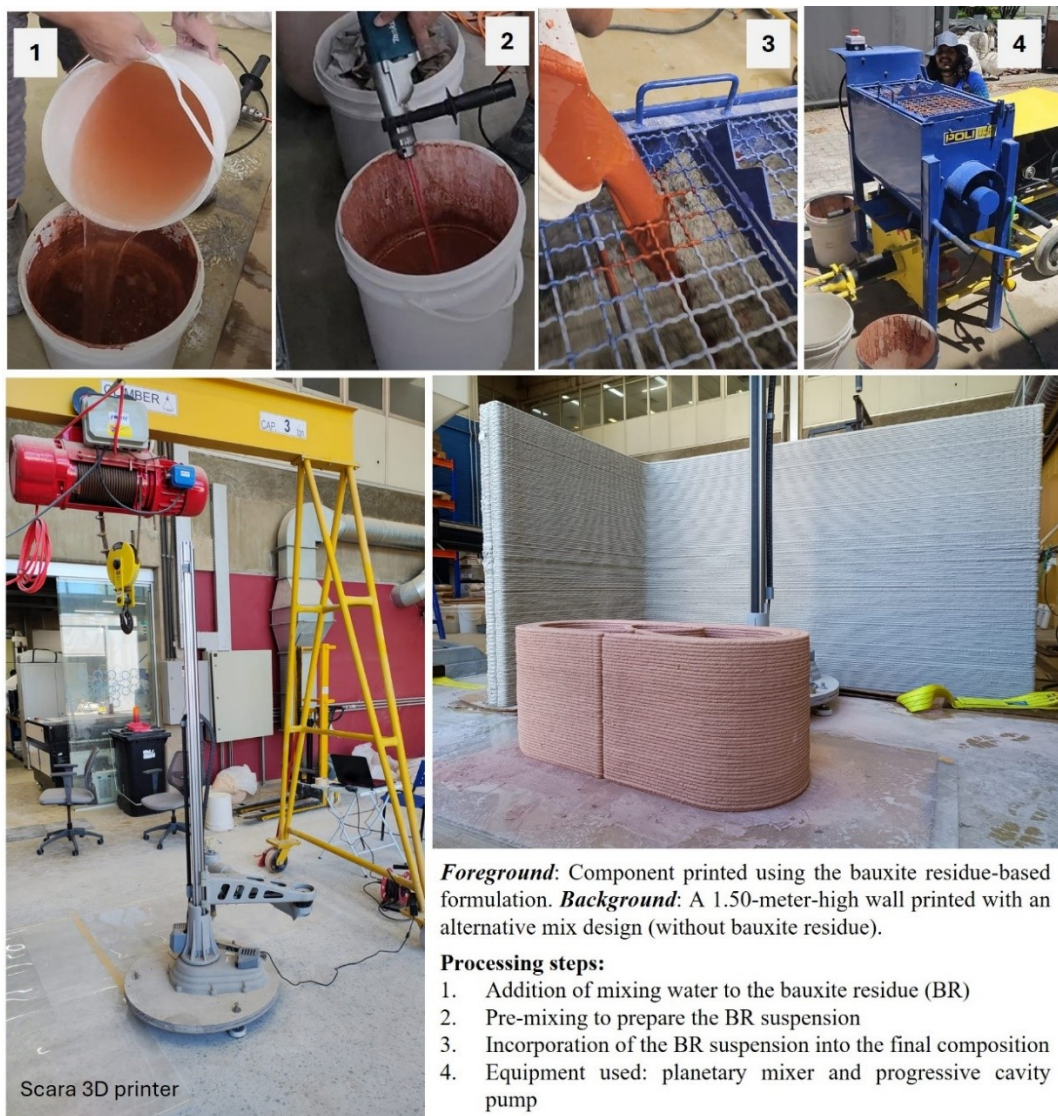 1
2
3
4
POLI
CLIMBER
CAP. 3 ton
Scara 3D printer
Foreground: Component printed using the bauxite residue-based
formulation. Background: A 1.50-meter-high wall printed with an
alternative mix design (without bauxite residue).
Processing steps:
1. Addition of mixing water to the bauxite residue (BR)
2. Pre-mixing to prepare the BR suspension
3. Incorporation of the BR suspension into the final composition
4. Equipment used: planetary mixer and progressive cavity
pump